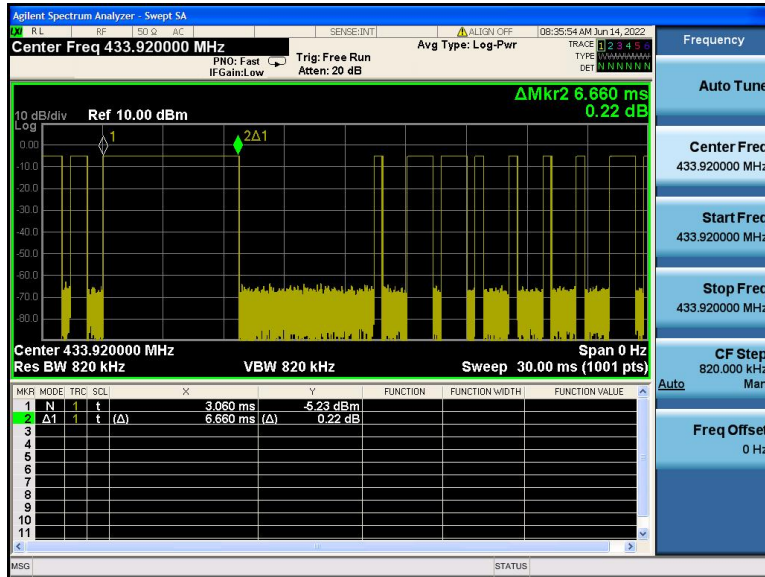 Agilent Spectrum Analyzer - Swept SA
LXI RL RF 50 Ω AC SENSE:INT ALIGN OFF 08:35:54 AM Jun 14, 2022
Center Freq 433.920000 MHz
Avg Type: Log-Pwr
TRACE 1 2 3 4 5 6
PNO: Fast Trig: Free Run
TYPE WWWWWW
IFGain:Low Atten: 20 dB
DET N N N N N N
ΔMkr2 6.660 ms
0.22 dB
10 dB/div Ref 10.00 dBm
Log
1
2Δ1
0.00
-10.0
-20.0
-30.0
-40.0
-50.0
-60.0
-70.0
-80.0
Center 433.920000 MHz Span 0 Hz
Res BW 820 kHz VBW 820 kHz Sweep 30.00 ms (1001 pts)
MKR MODE TRC SCL X Y FUNCTION FUNCTION WIDTH FUNCTION VALUE
1 N 1 t 3.060 ms -5.23 dBm
2 Δ1 1 t (Δ) 6.660 ms (Δ) 0.22 dB
3
4
5
6
7
8
9
10
11
MSG STATUS
Frequency
Auto Tune
Center Freq
433.920000 MHz
Start Freq
433.920000 MHz
Stop Freq
433.920000 MHz
CF Step
820.000 kHz
Auto Man
Freq Offset
0 Hz